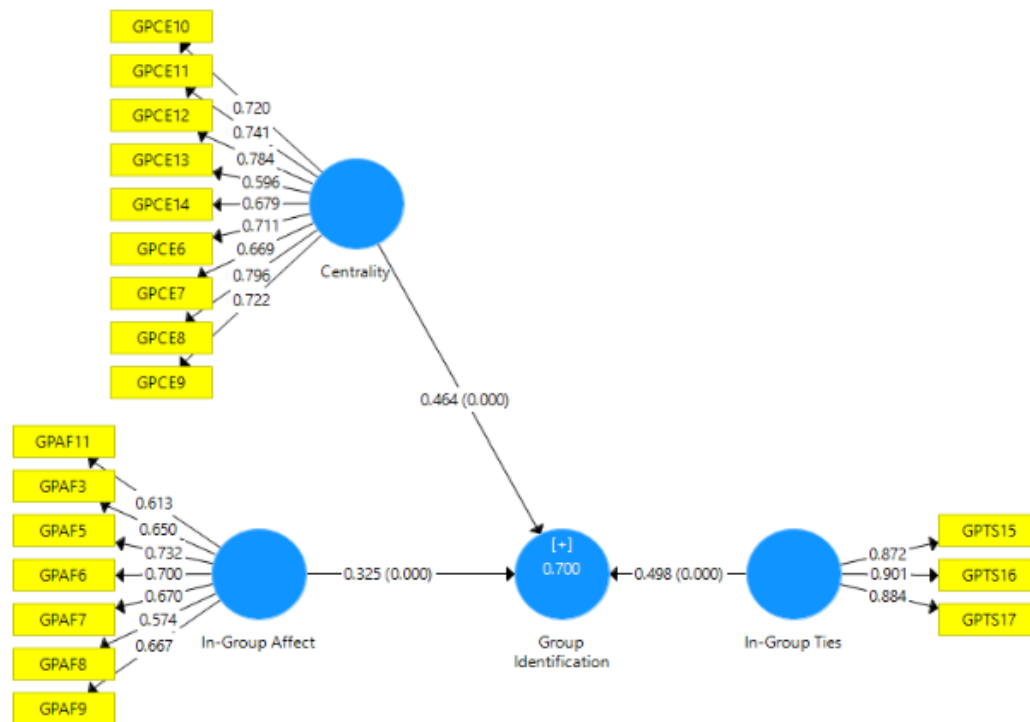 GPCE10
GPCE11
GPCE12
GPCE13
GPCE14
GPCE6
GPCE7
GPCE8
GPCE9
0.720
0.741
0.784
0.596
0.679
0.711
0.669
0.796
0.722
Centrality
0.464 (0.000)
GPAF11
GPAF3
GPAF5
GPAF6
GPAF7
GPAF8
GPAF9
0.613
0.650
0.732
0.700
0.670
0.574
0.667
In-Group Affect
0.325 (0.000)
[+]
0.700
Group
Identification
0.498 (0.000)
In-Group Ties
0.872
0.901
0.884
GPTS15
GPTS16
GPTS17